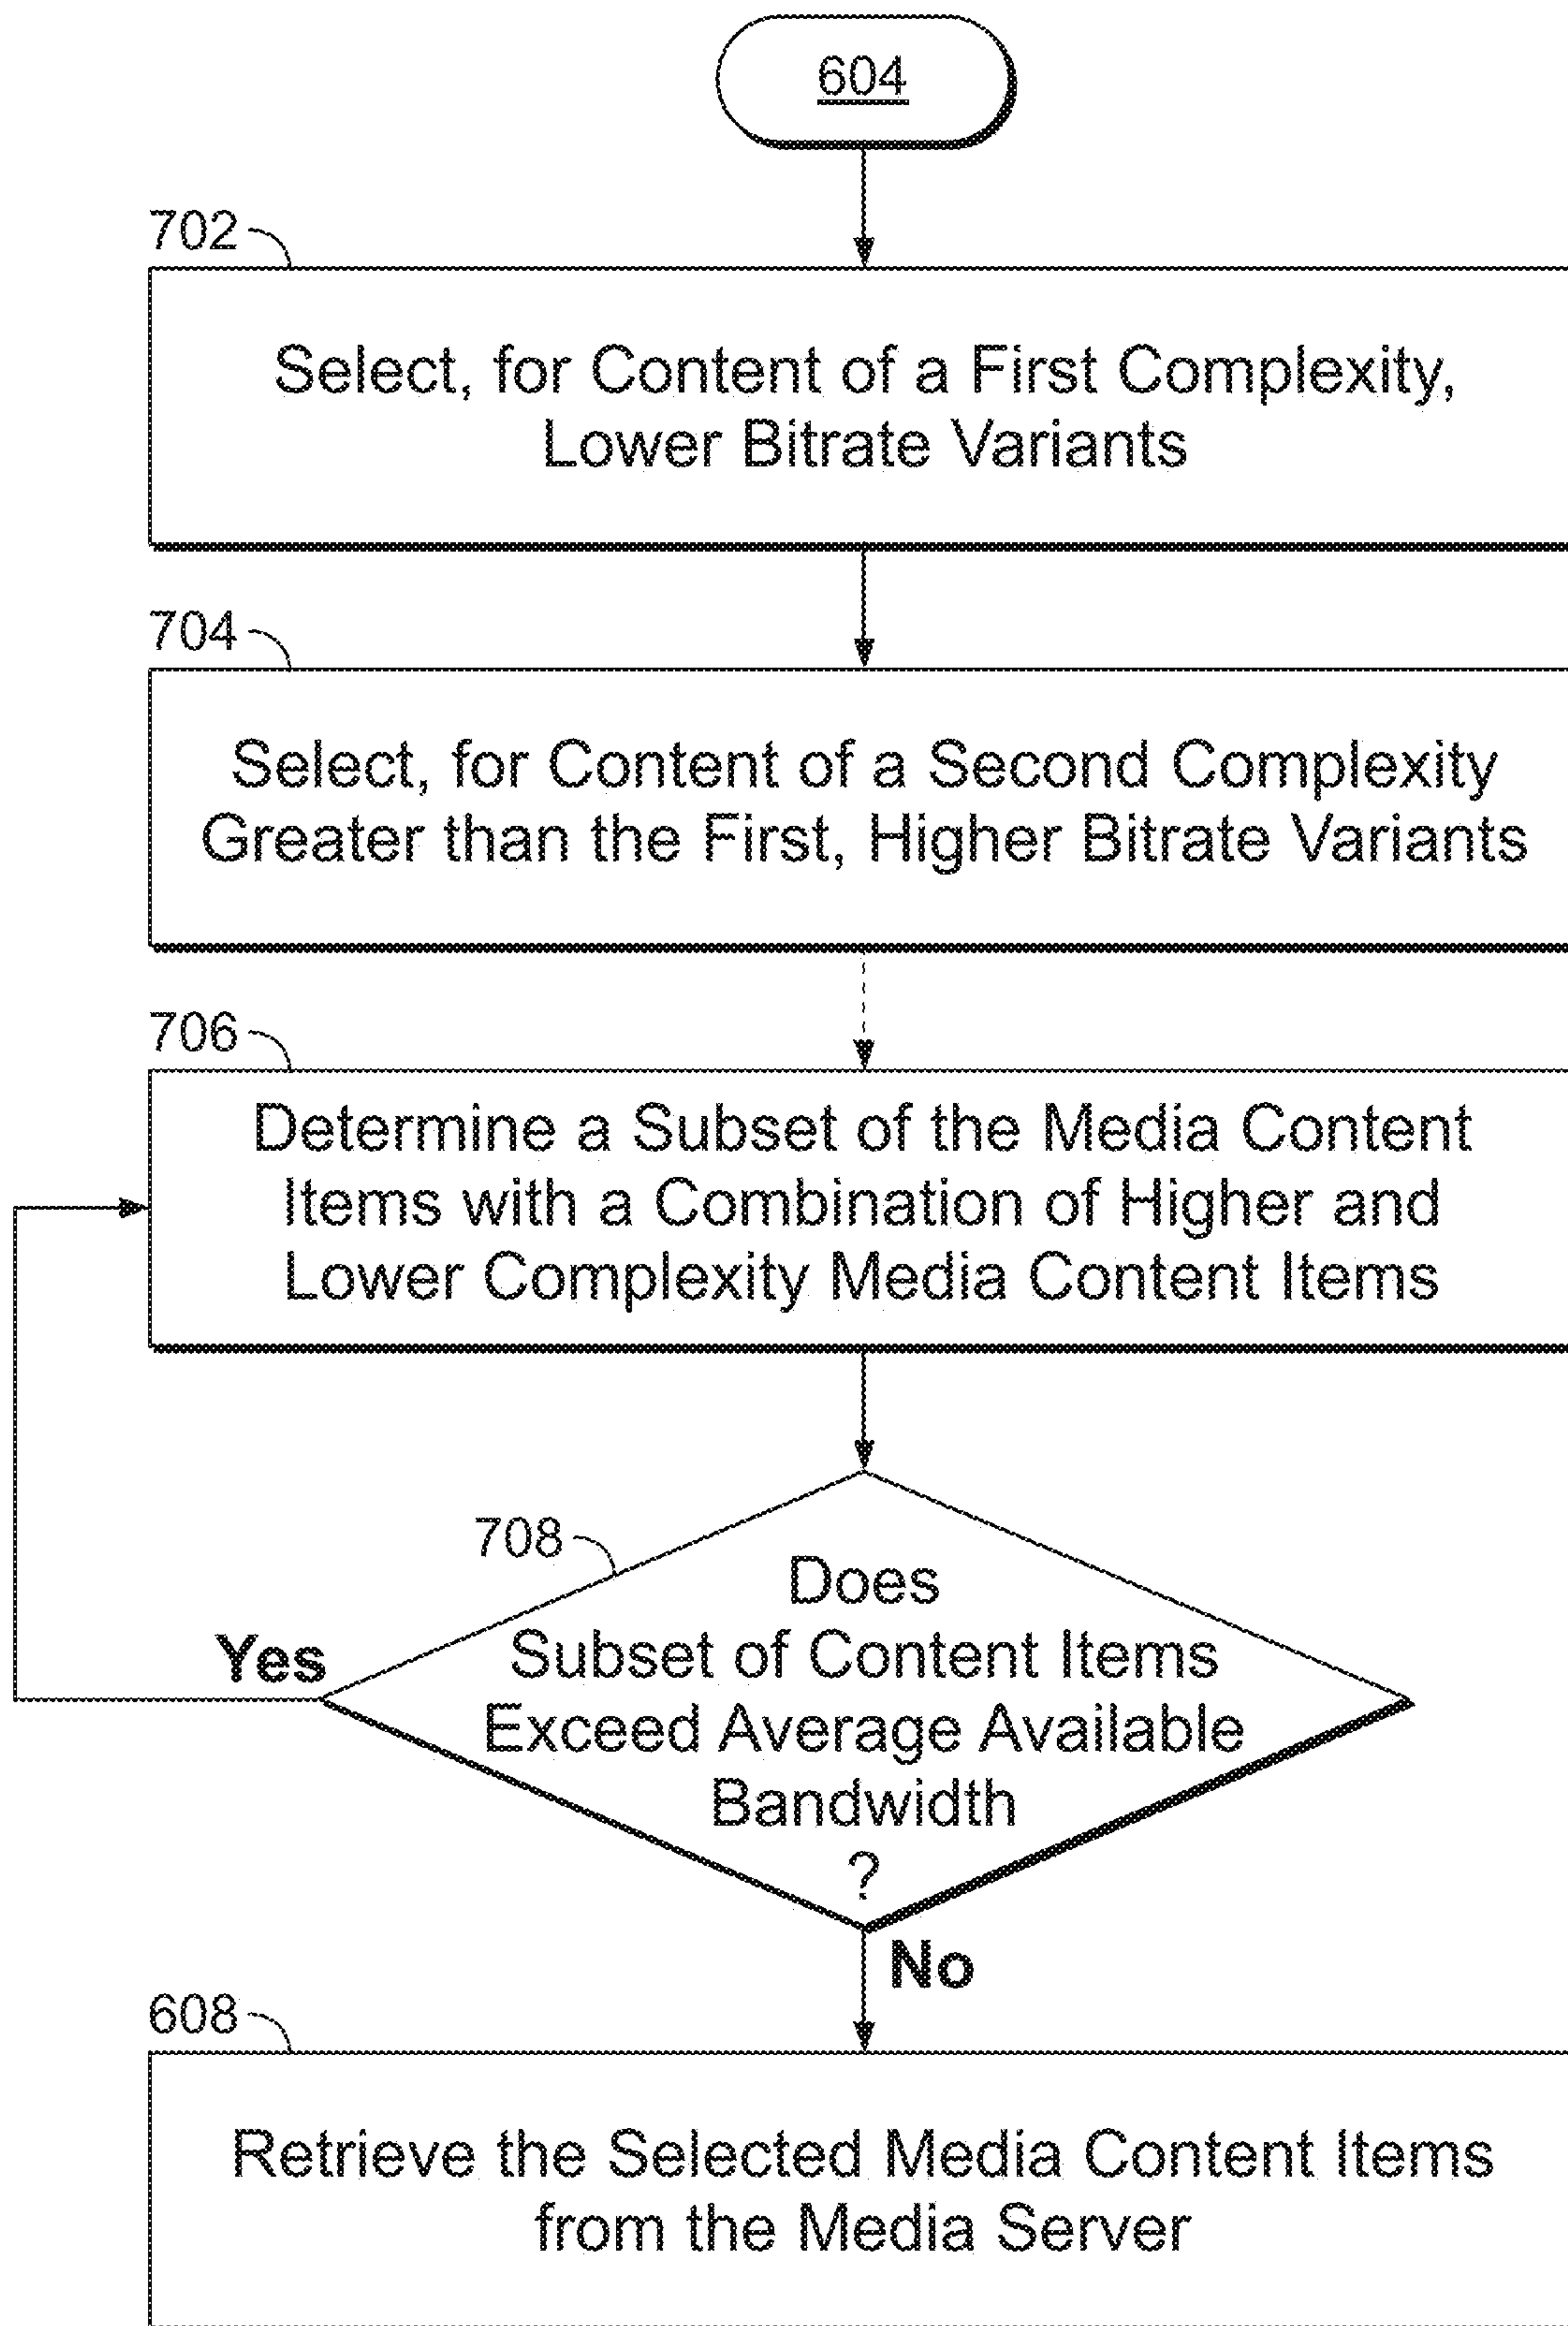 604
702
Select, for Content of a First Complexity,
Lower Bitrate Variants
704
Select, for Content of a Second Complexity
Greater than the First, Higher Bitrate Variants
706
Determine a Subset of the Media Content
Items with a Combination of Higher and
Lower Complexity Media Content Items
708
Does
Subset of Content Items
Exceed Average Available
Bandwidth
?
Yes
No
608
Retrieve the Selected Media Content Items
from the Media Server